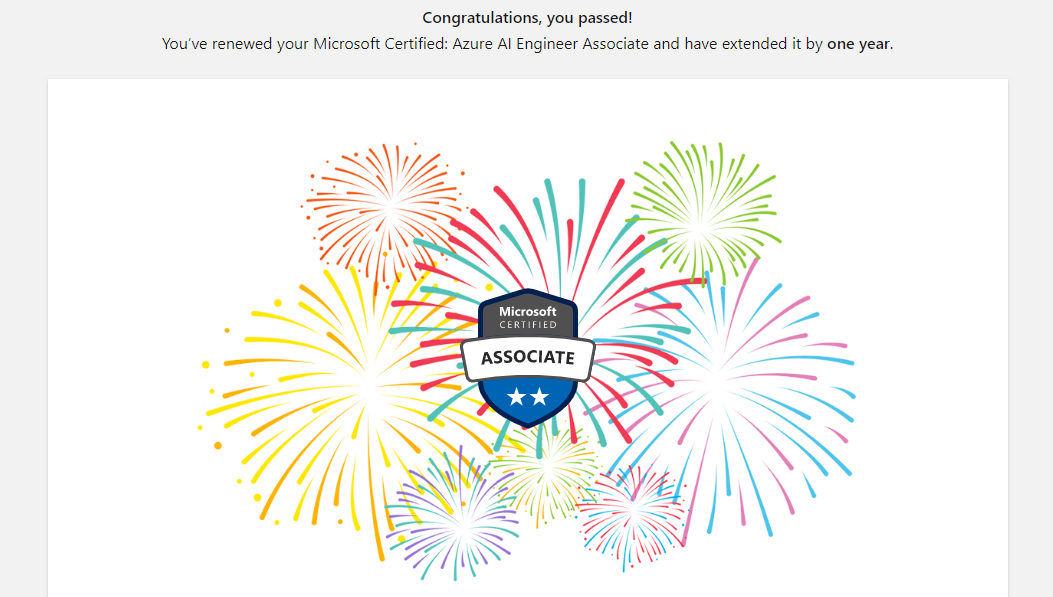 Congratulations, you passed!
You’ve renewed your Microsoft Certified: Azure AI Engineer Associate and have extended it by one year.
Microsoft
CERTIFIED
ASSOCIATE